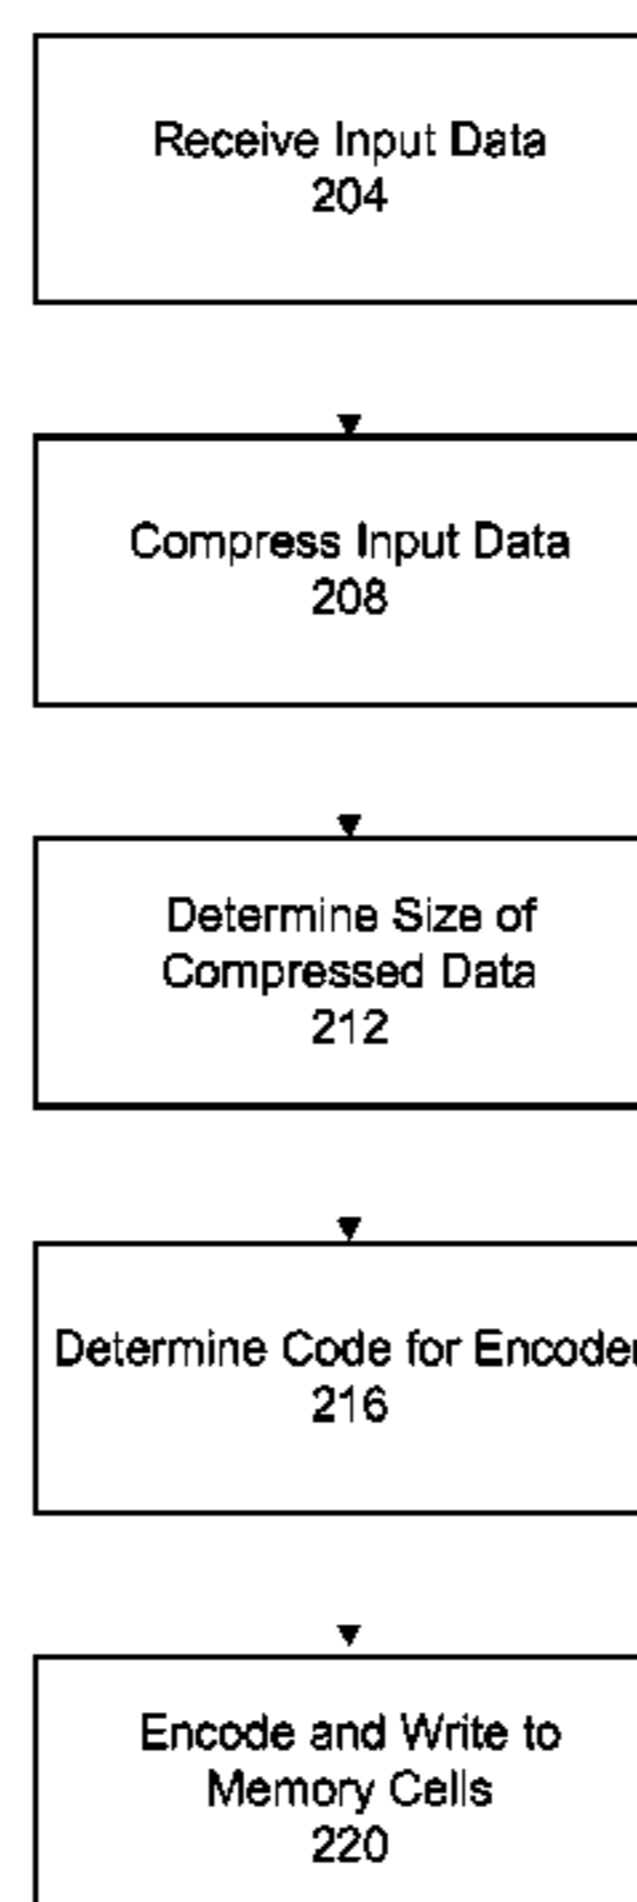 Receive Input Data
204
Compress Input Data
208
Determine Size of
Compressed Data
212
Determine Code for Encoder
216
Encode and Write to
Memory Cells
220